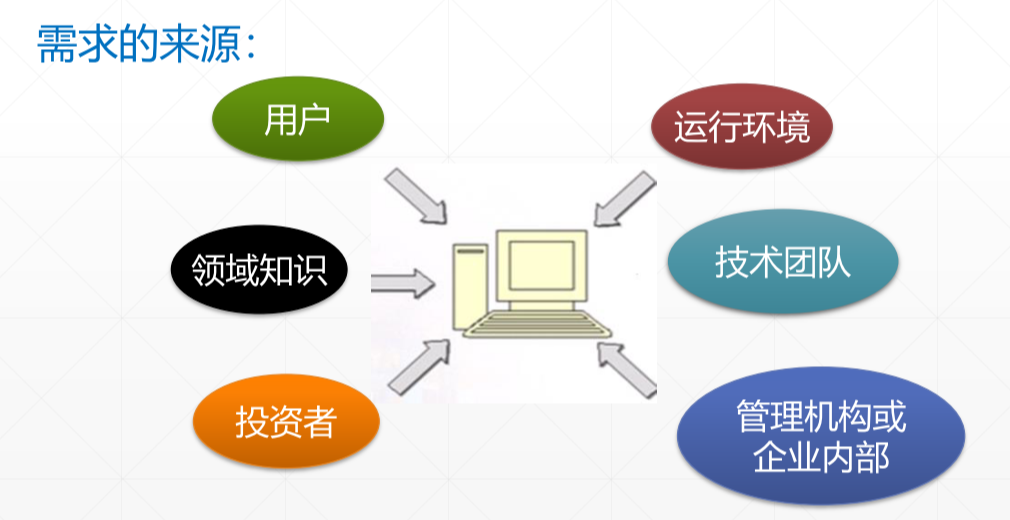 需求的来源：
用户
运行环境
领域知识
技术团队
投资者
管理机构或
企业内部